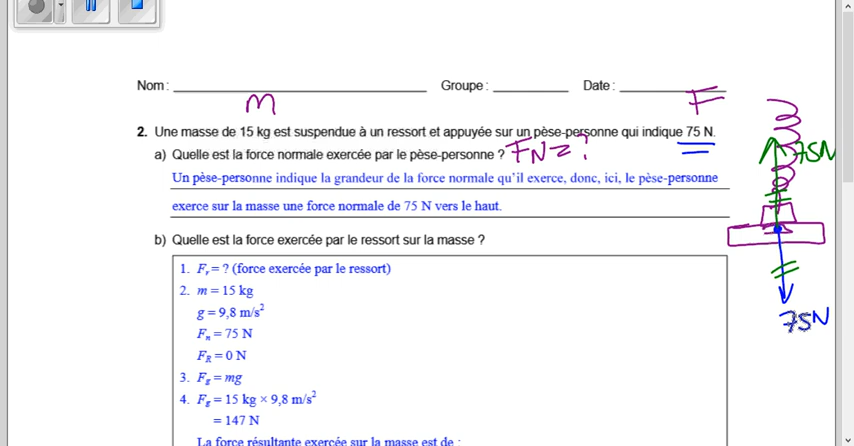 Nom : Groupe : Date :
m F
2. Une masse de 15 kg est suspendue à un ressort et appuyée sur un pèse-personne qui indique 75 N.
a) Quelle est la force normale exercée par le pèse-personne ? FN = ?
75N
Un pèse-personne indique la grandeur de la force normale qu'il exerce, donc, ici, le pèse-personne
exerce sur la masse une force normale de 75 N vers le haut.
b) Quelle est la force exercée par le ressort sur la masse ?
1. Fr = ? (force exercée par le ressort)
2. m = 15 kg
g = 9,8 m/s²
75N
Fn = 75 N
FR = 0 N
3. Fg = mg
4. Fg = 15 kg × 9,8 m/s²
= 147 N
La force résultante exercée sur la masse est de :